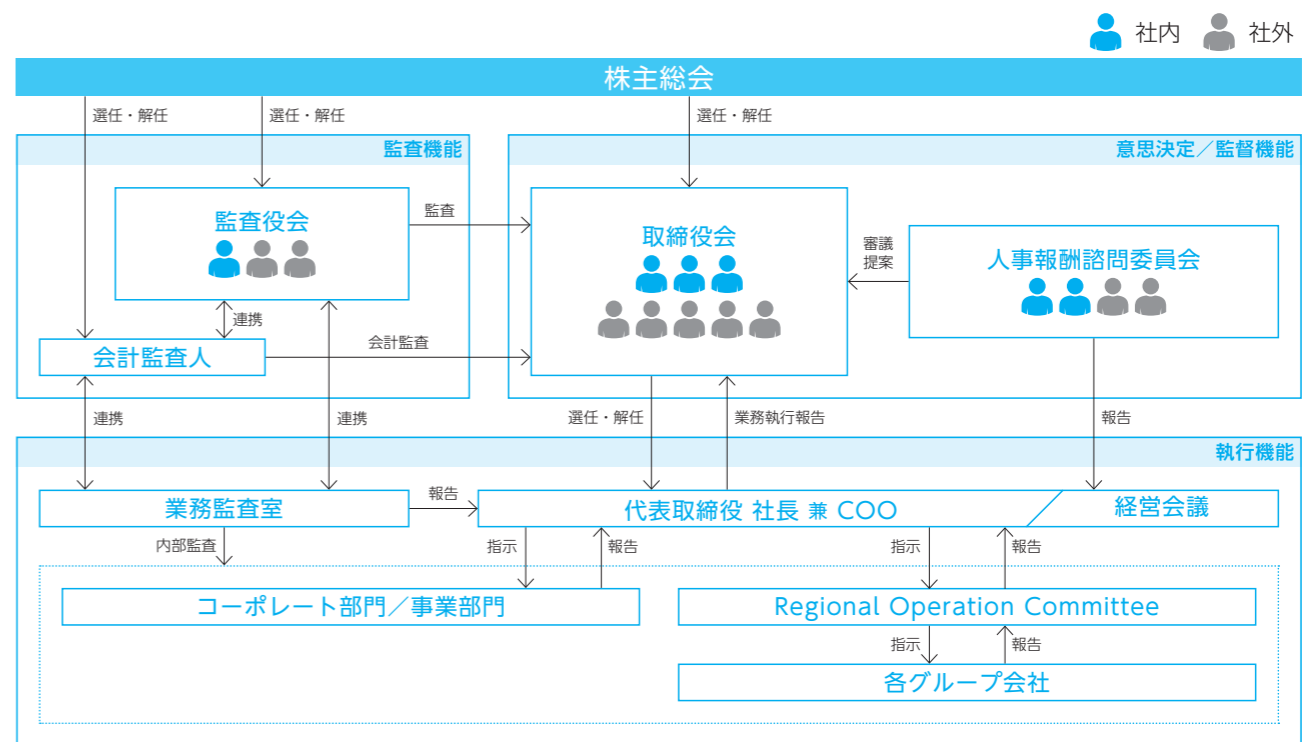 社内
社外
株主総会
選任・解任
選任・解任
選任・解任
監査機能
意思決定／監督機能
監査役会
監査
取締役会
審議
提案
人事報酬諮問委員会
連携
会計監査人
会計監査
連携
連携
選任・解任
業務執行報告
報告
執行機能
業務監査室
報告
代表取締役 社長 兼 COO
経営会議
内部監査
指示
報告
指示
報告
コーポレート部門／事業部門
Regional Operation Committee
指示
報告
各グループ会社